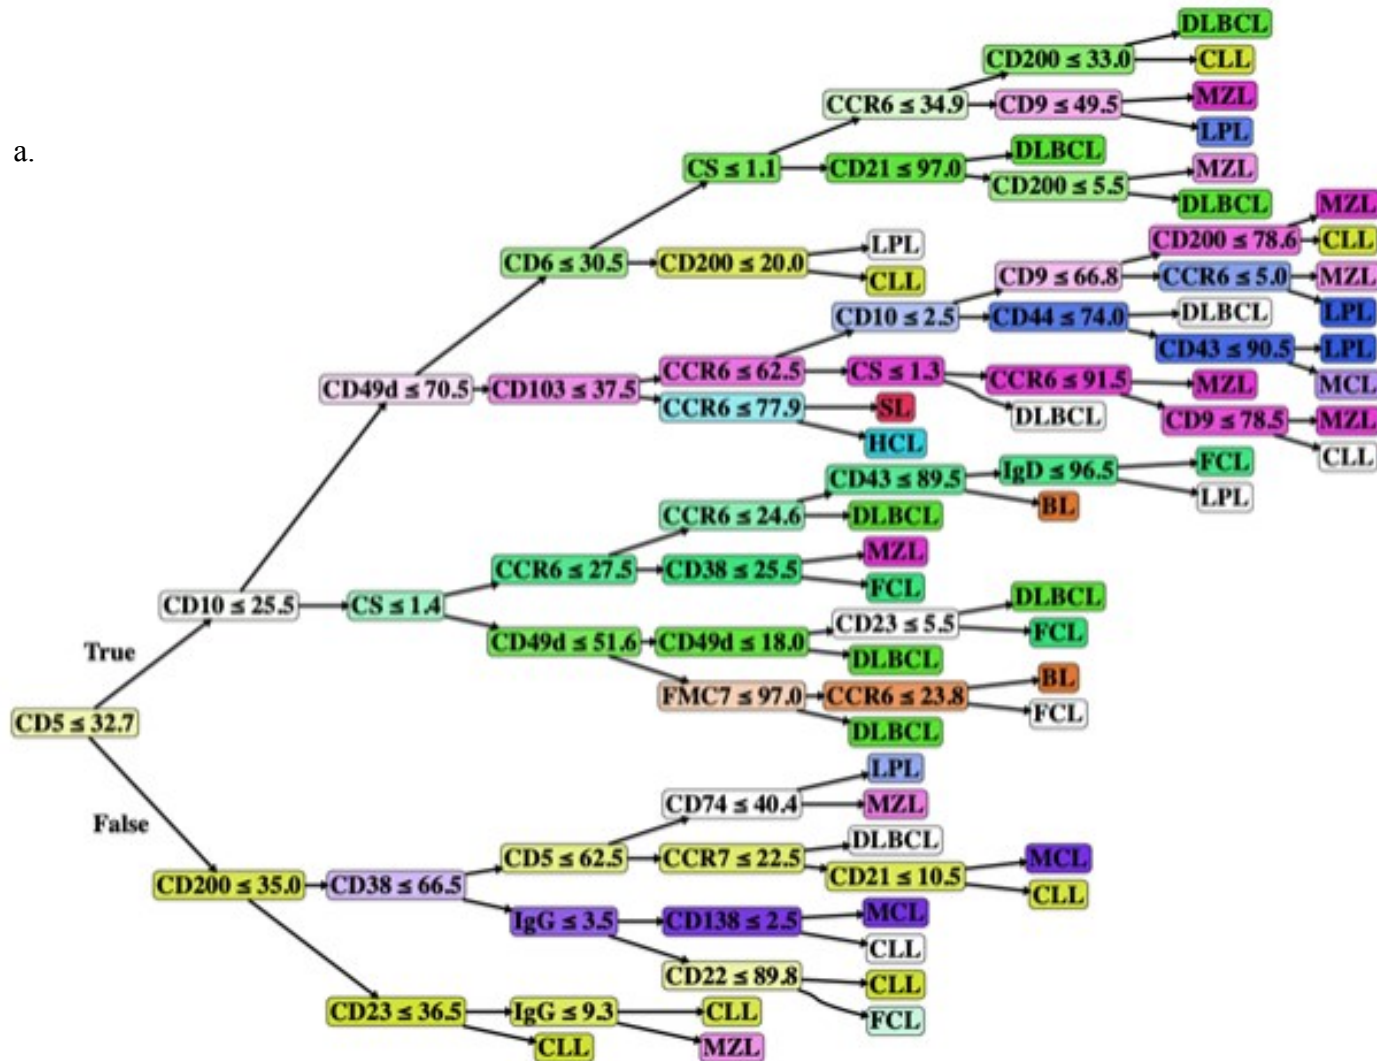 a.
DLBCL
CD200 ≤ 33.0
CLL
CCR6 ≤ 34.9
CD9 ≤ 49.5
MZL
LPL
CS ≤ 1.1
CD21 ≤ 97.0
DLBCL
CD200 ≤ 5.5
MZL
DLBCL
CD6 ≤ 30.5
CD200 ≤ 20.0
LPL
CLL
MZL
CD200 ≤ 78.6
CLL
CD9 ≤ 66.8
CCR6 ≤ 5.0
MZL
LPL
CD10 ≤ 2.5
CD44 ≤ 74.0
DLBCL
CD43 ≤ 90.5
LPL
MCL
CD49d ≤ 70.5
CD103 ≤ 37.5
CCR6 ≤ 62.5
CS ≤ 1.3
CCR6 ≤ 91.5
MZL
DLBCL
CD9 ≤ 78.5
MZL
CLL
CCR6 ≤ 77.9
SL
HCL
CD43 ≤ 89.5
IgD ≤ 96.5
FCL
LPL
BL
CCR6 ≤ 24.6
DLBCL
CCR6 ≤ 27.5
CD38 ≤ 25.5
MZL
FCL
CD10 ≤ 25.5
CS ≤ 1.4
CD49d ≤ 51.6
CD49d ≤ 18.0
CD23 ≤ 5.5
DLBCL
FCL
DLBCL
FMC7 ≤ 97.0
CCR6 ≤ 23.8
BL
FCL
DLBCL
True
CD5 ≤ 32.7
False
CD74 ≤ 40.4
LPL
MZL
CD5 ≤ 62.5
CCR7 ≤ 22.5
DLBCL
CD21 ≤ 10.5
MCL
CLL
CD200 ≤ 35.0
CD38 ≤ 66.5
IgG ≤ 3.5
CD138 ≤ 2.5
MCL
CLL
CD22 ≤ 89.8
CLL
FCL
CD23 ≤ 36.5
IgG ≤ 9.3
CLL
MZL
CLL